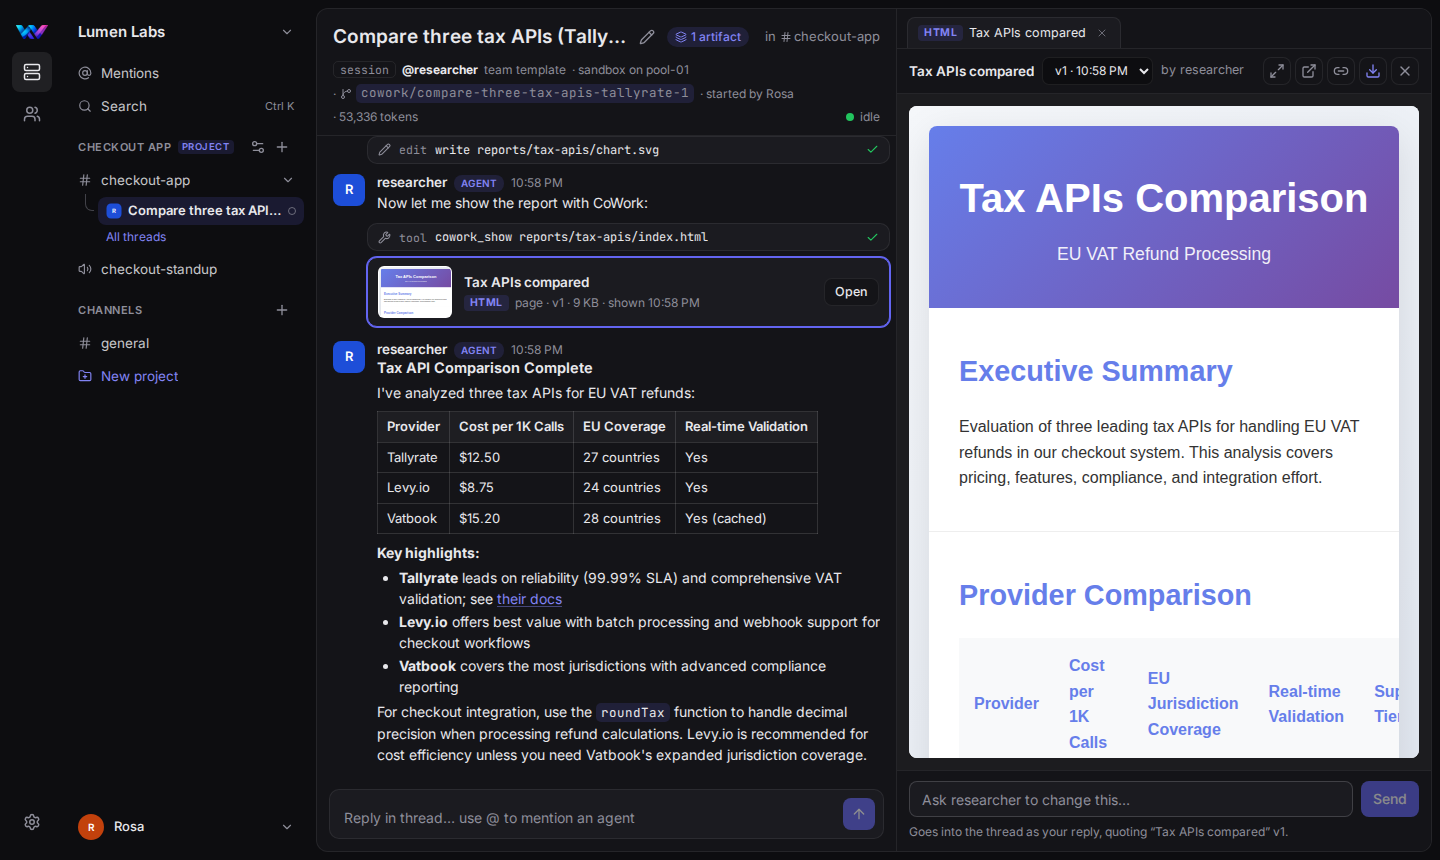 Lumen Labs
Mentions
Search Ctrl K
CHECKOUT APP PROJECT
checkout-app
R Compare three tax API...
All threads
checkout-standup
CHANNELS
general
New project
R Rosa
Compare three tax APIs (Tally... 1 artifact in # checkout-app
session @researcher team template · sandbox on pool-01
· cowork/compare-three-tax-apis-tallyrate-1 · started by Rosa
· 53,336 tokens idle
edit write reports/tax-apis/chart.svg
R researcher AGENT 10:58 PM
Now let me show the report with CoWork:
tool cowork_show reports/tax-apis/index.html
Tax APIs Comparison
Executive Summary
Provider Comparison
Tax APIs compared
HTML page · v1 · 9 KB · shown 10:58 PM
Open
R researcher AGENT 10:58 PM
Tax API Comparison Complete
I've analyzed three tax APIs for EU VAT refunds:
Provider Cost per 1K Calls EU Coverage Real-time Validation
Tallyrate $12.50 27 countries Yes
Levy.io $8.75 24 countries Yes
Vatbook $15.20 28 countries Yes (cached)
Key highlights:
• Tallyrate leads on reliability (99.99% SLA) and comprehensive VAT
validation; see their docs
• Levy.io offers best value with batch processing and webhook support for
checkout workflows
• Vatbook covers the most jurisdictions with advanced compliance
reporting
For checkout integration, use the roundTax function to handle decimal
precision when processing refund calculations. Levy.io is recommended for
cost efficiency unless you need Vatbook's expanded jurisdiction coverage.
Reply in thread... use @ to mention an agent
HTML Tax APIs compared
Tax APIs compared v1 · 10:58 PM by researcher
Tax APIs Comparison
EU VAT Refund Processing
Executive Summary
Evaluation of three leading tax APIs for handling EU VAT
refunds in our checkout system. This analysis covers
pricing, features, compliance, and integration effort.
Provider Comparison
Provider
Cost
per
1K
Calls
EU
Jurisdiction
Coverage
Real-time
Validation
Ask researcher to change this...
Send
Goes into the thread as your reply, quoting “Tax APIs compared” v1.